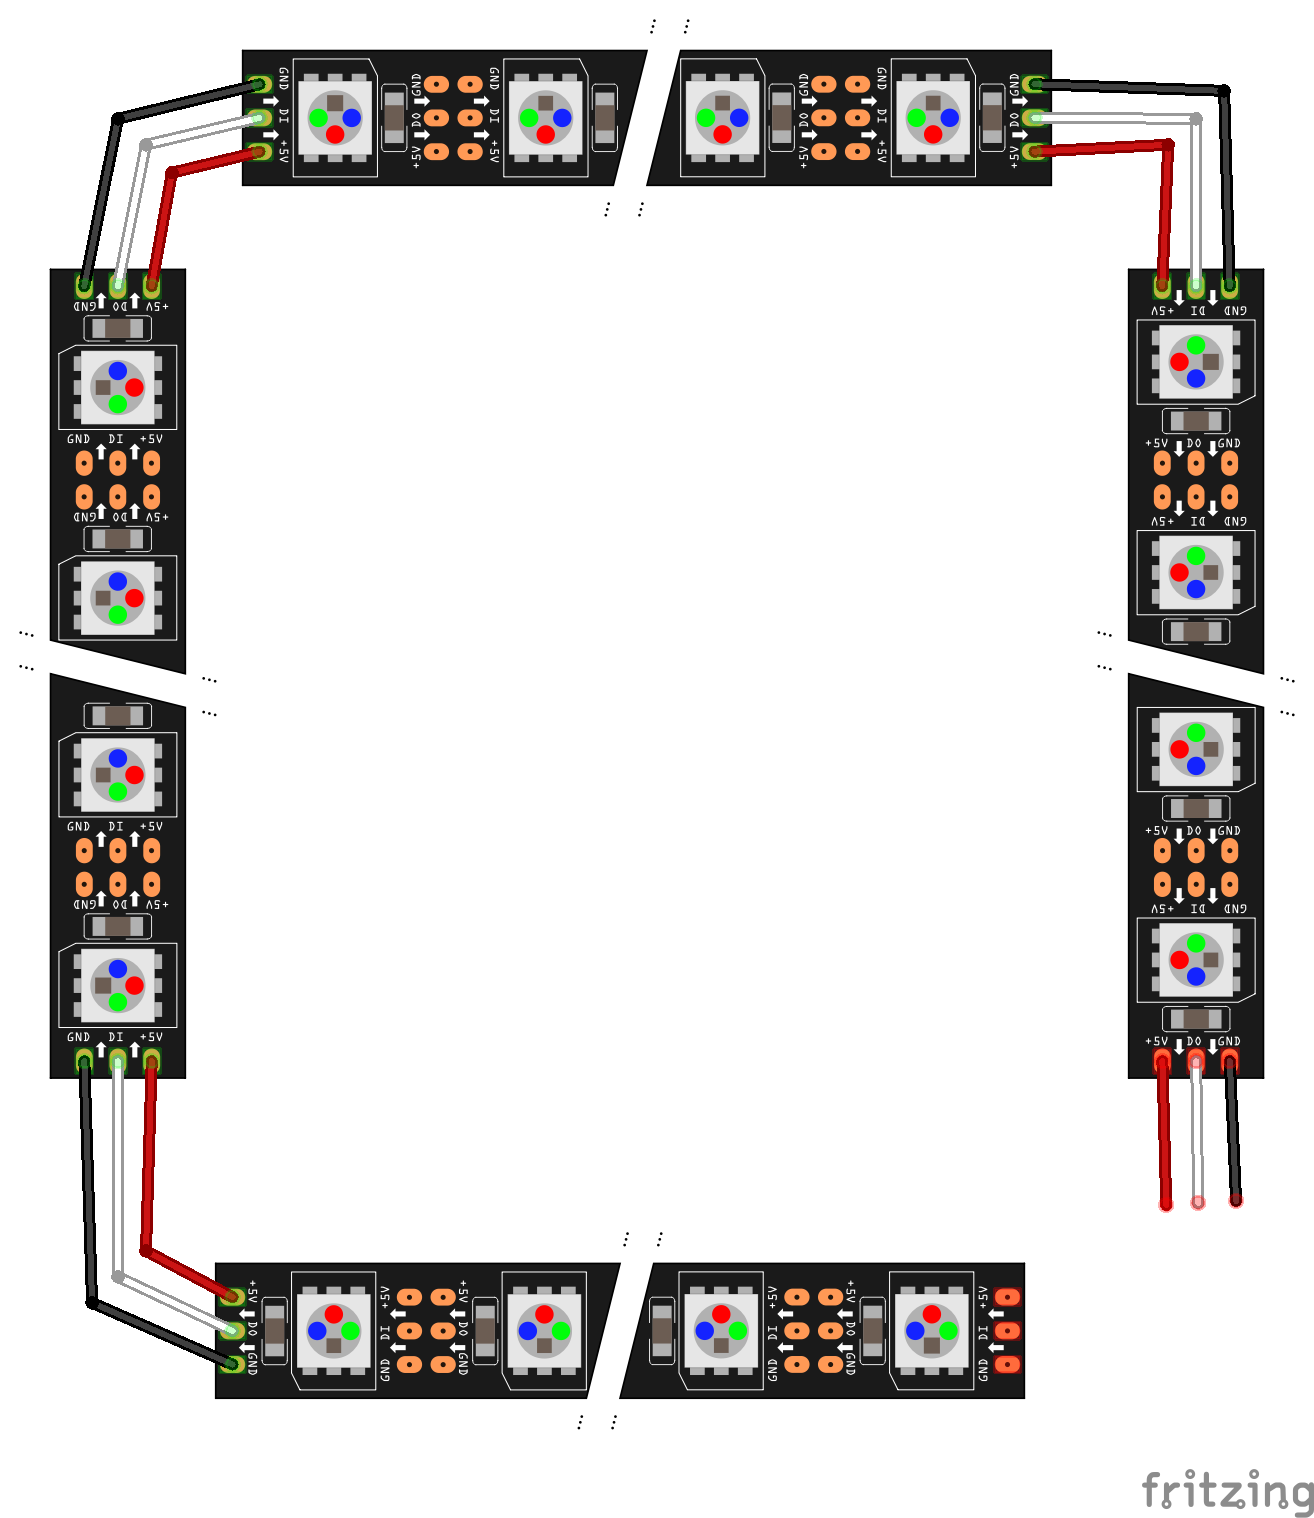 GND
DI
+5V
GND
DO
+5V
GND
DI
+5V
GND
DO
+5V
GND
DI
+5V
GND
DO
+5V
GND DO +5V
+5V DI GND
GND DI +5V
+5V DO GND
GND DO +5V
+5V DI GND
GND DI +5V
+5V DO GND
GND DO +5V
+5V DI GND
GND DI +5V
+5V DO GND
+5V
DO
GND
+5V
DI
GND
+5V
DO
GND
+5V
DI
GND
+5V
DO
GND
+5V
DI
GND
fritzing